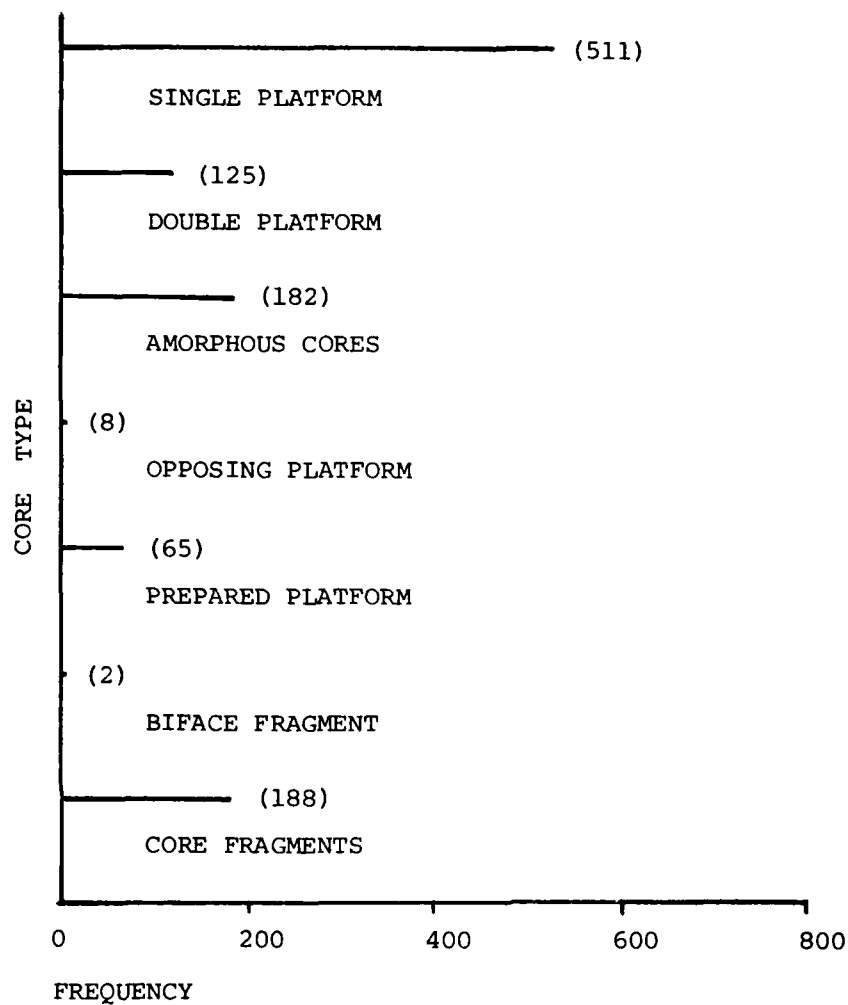 (511)
SINGLE PLATFORM
(125)
DOUBLE PLATFORM
(182)
AMORPHOUS CORES
(8)
OPPOSING PLATFORM
(65)
PREPARED PLATFORM
(2)
BIFACE FRAGMENT
(188)
CORE FRAGMENTS
CORE TYPE
0 200 400 600 800
FREQUENCY